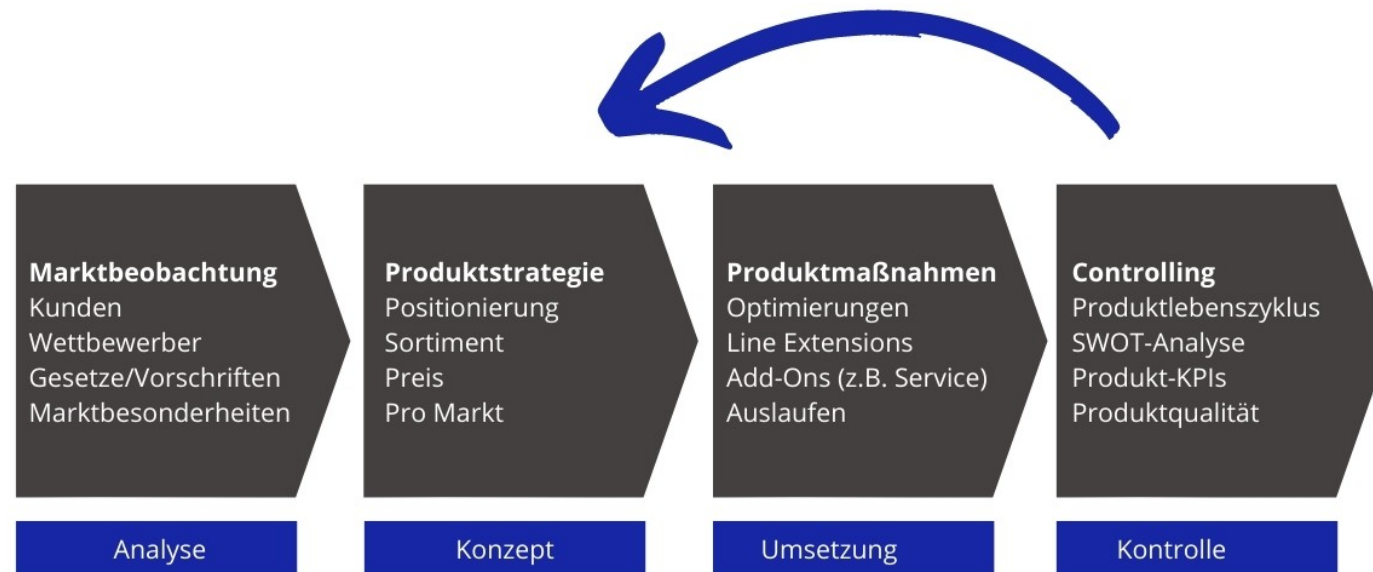 Marktbeobachtung
Kunden
Wettbewerber
Gesetze/Vorschriften
Marktbesonderheiten
Produktstrategie
Positionierung
Sortiment
Preis
Pro Markt
Produktmaßnahmen
Optimierungen
Line Extensions
Add-Ons (z.B. Service)
Auslaufen
Controlling
Produktlebenszyklus
SWOT-Analyse
Produkt-KPIs
Produktqualität
Analyse
Konzept
Umsetzung
Kontrolle